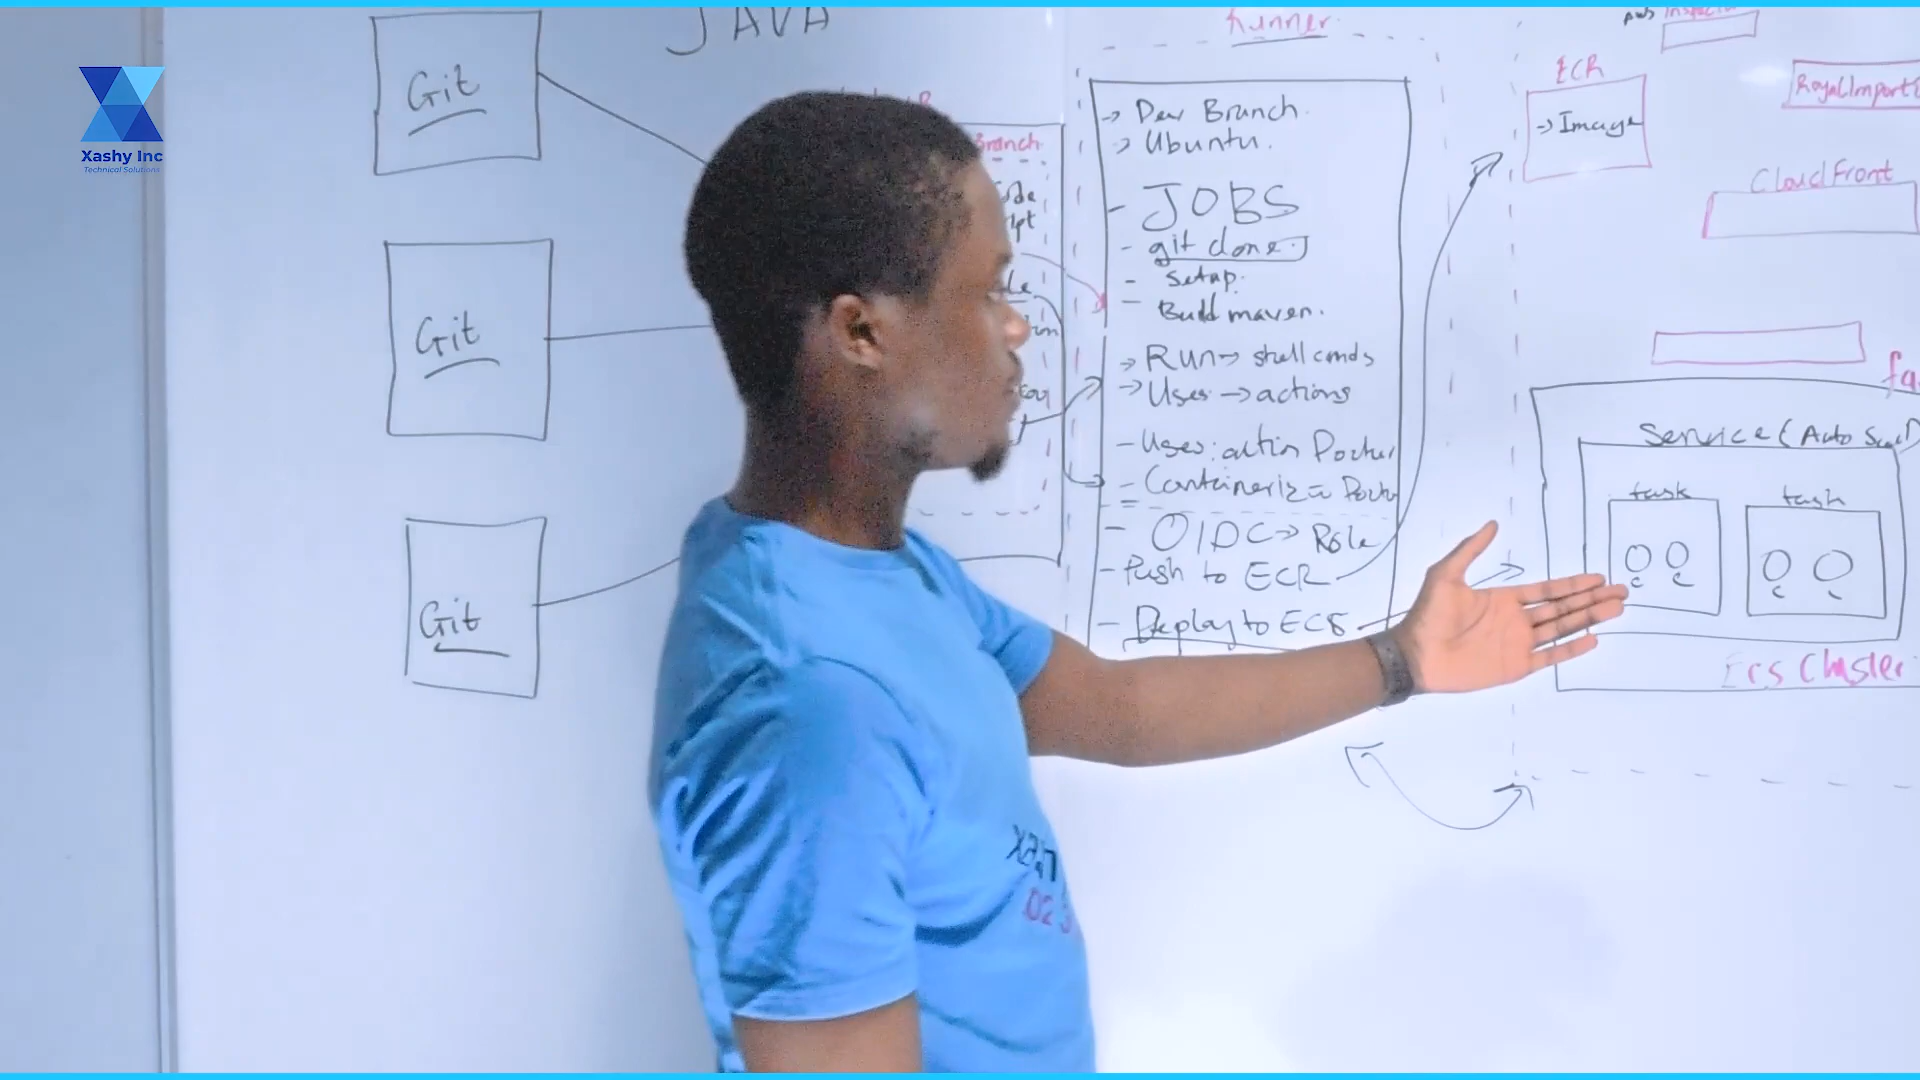 Xashy Inc
Technical Solutions
JAVA
Git
Git
Git
Branch
Runner
-> Dev Branch.
-> Ubuntu.
- JOBS
- git clone.
- setup.
- Build maven.
-> Run -> shell cmds
-> Uses -> actions
- Uses: action Docker
- Containerize
- OIDC -> Role
- Push to ECR
- Deploy to ECS
ECR
-> Image
CloudFront
Service (Auto
task
task
Ecs Cluster